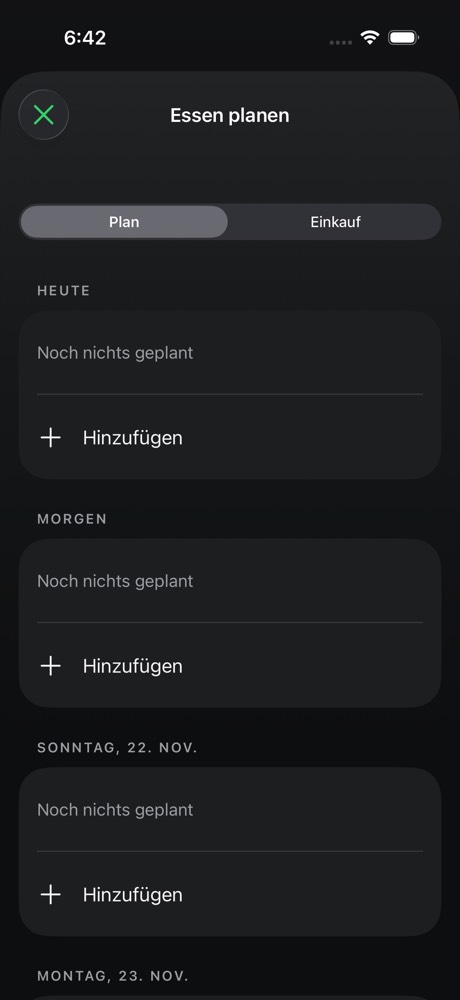 6:42
Essen planen
Plan
Einkauf
HEUTE
Noch nichts geplant
Hinzufügen
MORGEN
Noch nichts geplant
Hinzufügen
SONNTAG, 22. NOV.
Noch nichts geplant
Hinzufügen
MONTAG, 23. NOV.